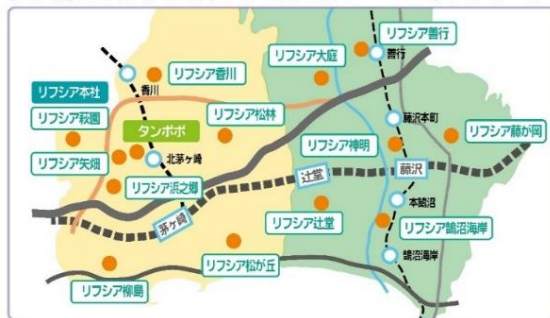 リフシア善行
リフシア大庭
善行
リフシア香川
香川
リフシア本社
リフシア萩園
リフシア松林
タンポポ
藤沢本町
リフシア藤が岡
リフシア神明
リフシア矢畑
北茅ヶ崎
藤沢
辻堂
リフシア浜之郷
本鵠沼
茅ヶ崎
リフシア辻堂
リフシア鵠沼海岸
リフシア松が丘
鵠沼海岸
リフシア柳島